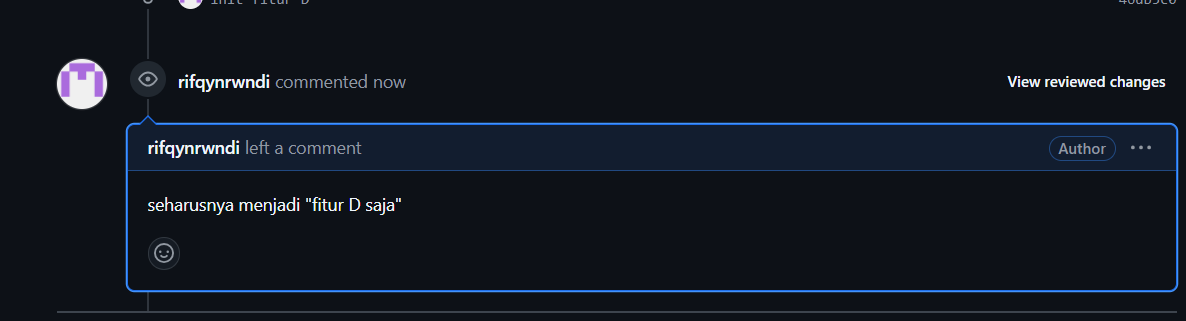 rifqynrwndi commented now
View reviewed changes
rifqynrwndi left a comment
Author
seharusnya menjadi "fitur D saja"